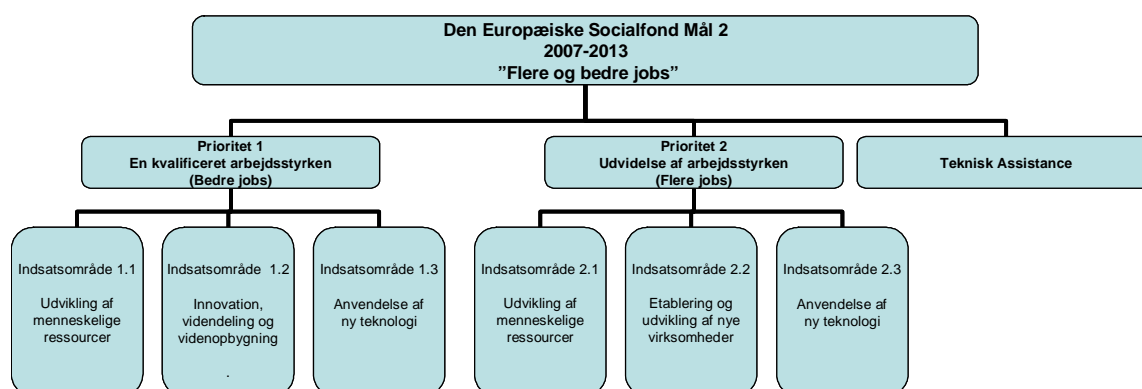 Den Europæiske Socialfond Mål 2
2007-2013
”Flere og bedre jobs”
Prioritet 1
En kvalificeret arbejdsstyrken
(Bedre jobs)
Prioritet 2
Udvidelse af arbejdsstyrken
(Flere jobs)
Teknisk Assistance
Indsatsområde 1.1
Udvikling af
menneskelige
ressourcer
Indsatsområde 1.2
Innovation,
videndeling og
videnopbygning
.
Indsatsområde 1.3
Anvendelse af
ny teknologi
Indsatsområde 2.1
Udvikling af
menneskelige
ressourcer
Indsatsområde 2.2
Etablering og
udvikling af nye
virksomheder
Indsatsområde 2.3
Anvendelse af
ny teknologi